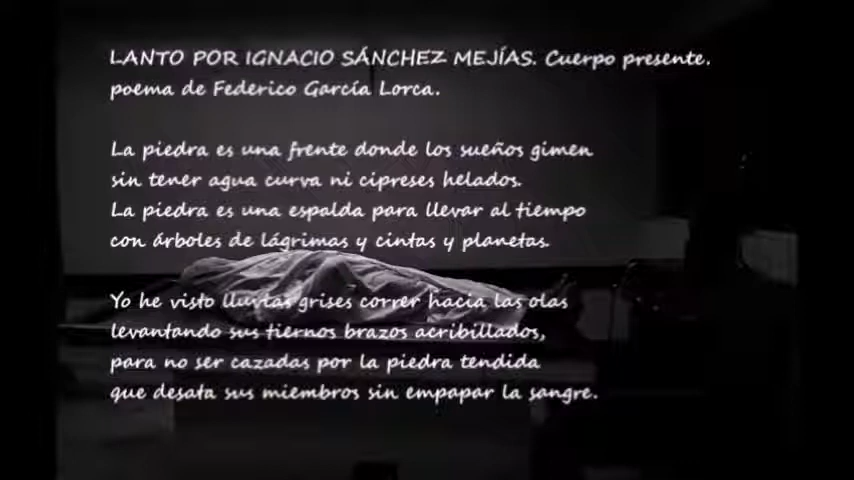 LANTO POR IGNACIO SÁNCHEZ MEJÍAS. Cuerpo presente.
poema de Federico García Lorca.
La piedra es una frente donde los sueños gimen
sin tener agua curva ni cipreses helados.
La piedra es una espalda para llevar al tiempo
con árboles de lágrimas y cintas y planetas.
Yo he visto lluvias grises correr hacia las olas
levantando sus tiernos brazos acribillados,
para no ser cazadas por la piedra tendida
que desata sus miembros sin empapar la sangre.